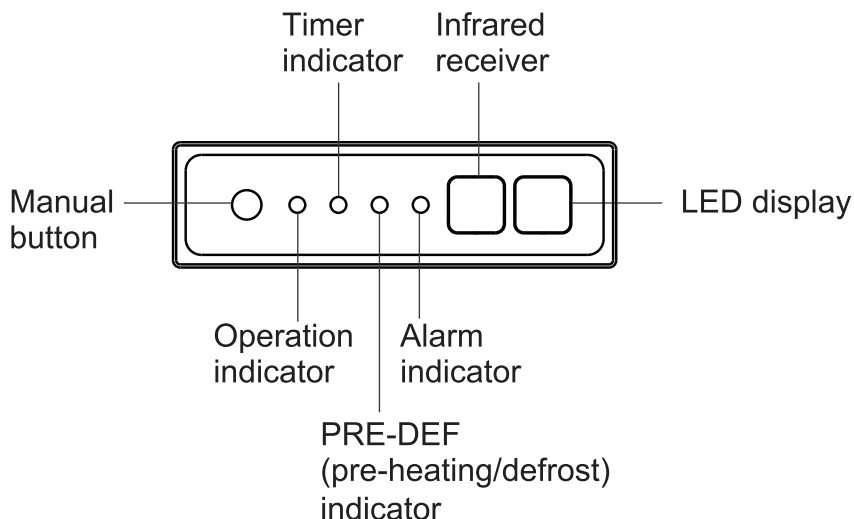 Timer
indicator
Infrared
receiver
Manual
button
LED display
Operation
indicator
Alarm
indicator
PRE-DEF
(pre-heating/defrost)
indicator